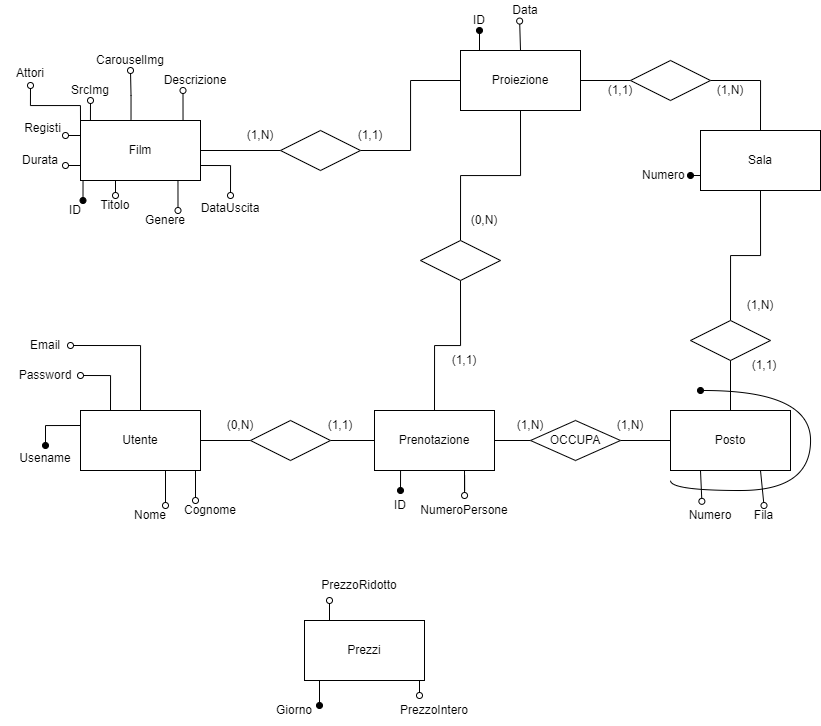 Data
ID
Proiezione
(1,1)
(1,N)
CarouselImg
Attori
SrcImg
Descrizione
Registi
Film
(1,N)
(1,1)
Durata
Sala
Numero
ID
Titolo
Genere
DataUscita
(0,N)
(1,N)
Email
(1,1)
(1,1)
Password
(0,N)
(1,1)
(1,N)
(1,N)
Utente
Prenotazione
OCCUPA
Posto
Usename
Nome
Cognome
ID
NumeroPersone
Numero
Fila
PrezzoRidotto
Prezzi
Giorno
PrezzoIntero